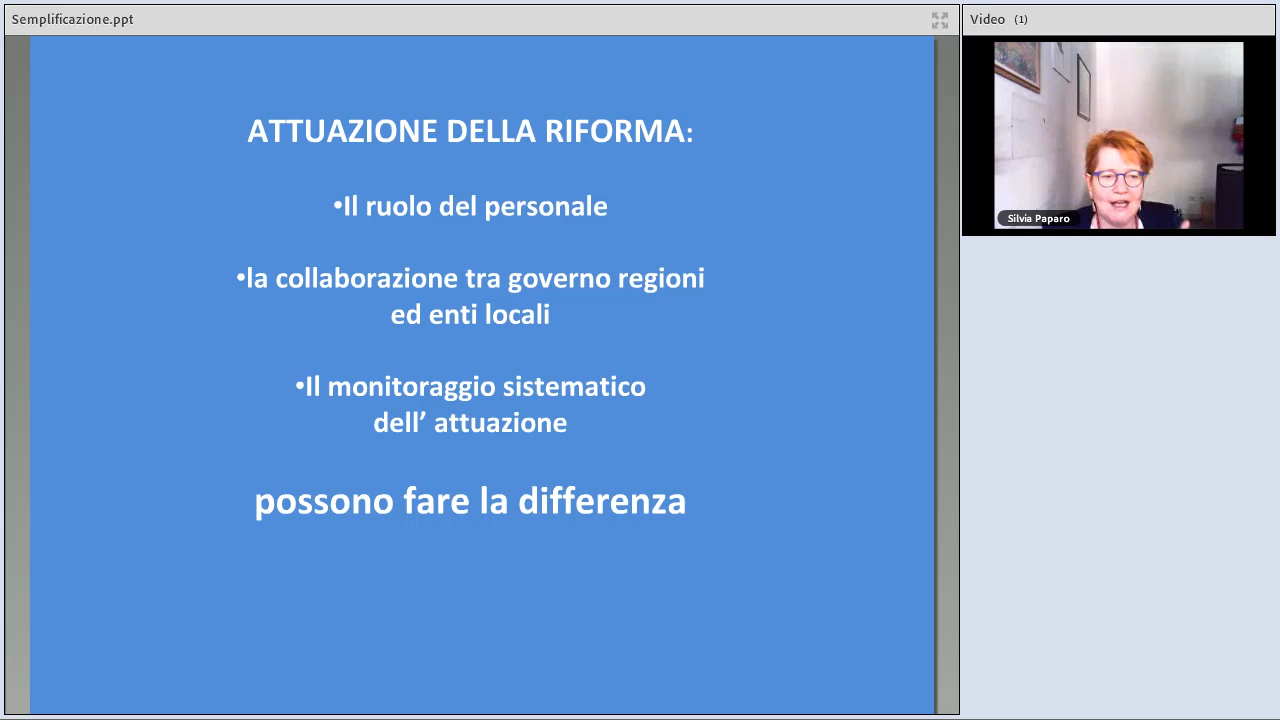 Semplificazione.ppt
Video (1)
ATTUAZIONE DELLA RIFORMA:
•Il ruolo del personale
•la collaborazione tra governo regioni
ed enti locali
•Il monitoraggio sistematico
dell’ attuazione
possono fare la differenza
Silvia Paparo